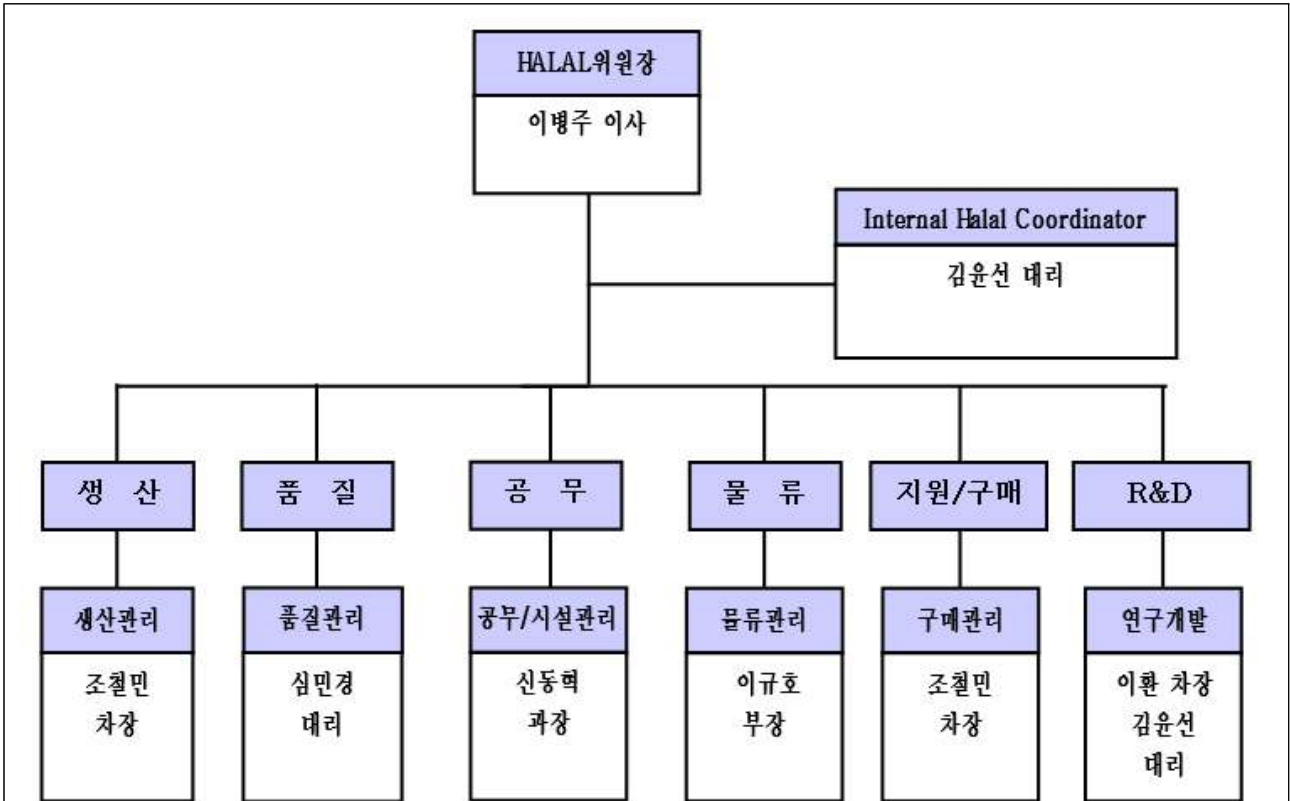 HALAL위원장
이병주 이사
Internal Halal Coordinator
김윤선 대리
생 산
품 질
공 무
물 류
지원/구매
R&D
생산관리
조철민
차장
품질관리
심민경
대리
공무/시설관리
신동혁
과장
물류관리
이규호
부장
구매관리
조철민
차장
연구개발
이환 차장
김윤선
대리